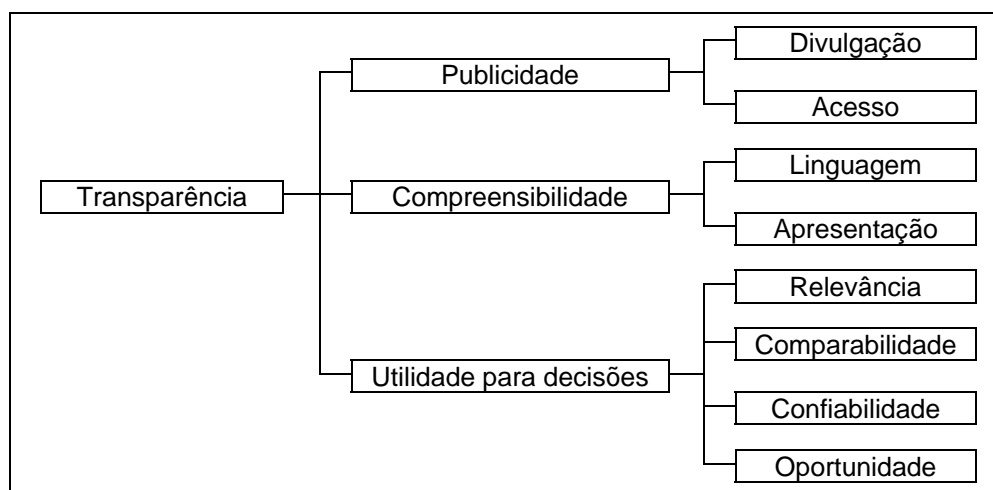 Transparência
Publicidade
Divulgação
Acesso
Compreensibilidade
Linguagem
Apresentação
Utilidade para decisões
Relevância
Comparabilidade
Confiabilidade
Oportunidade